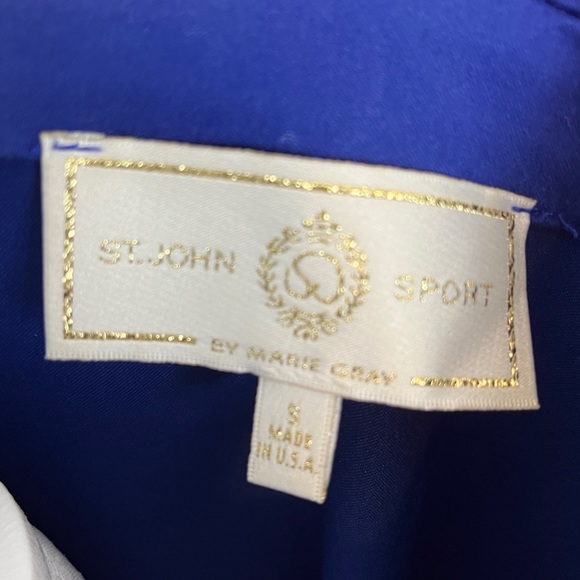 ST. JOHN SPORT
BY MARIE GRAY
S
MADE
IN U.S.A.